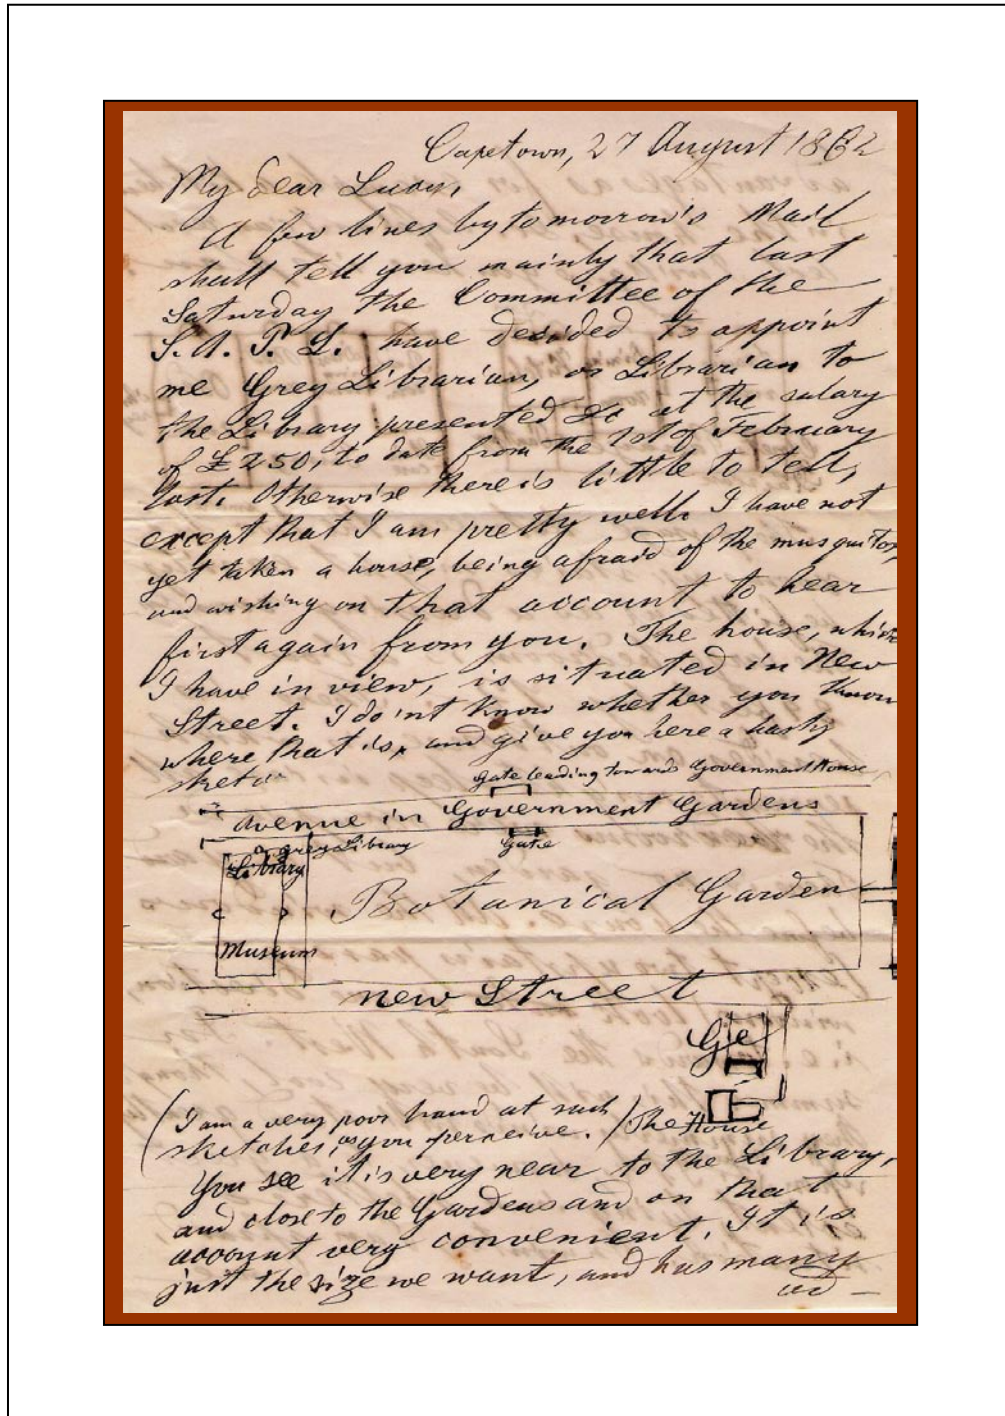 Capetown, 27 August 1862
My dear Lucy,
A few lines by tomorrow's Mail
shall tell you mainly that last
Saturday the Committee of the
S. A. P. L. have decided to appoint
me Grey Librarian, or Librarian to
the Library presented &c at the salary
of £250, to date from the 1st of February
last. Otherwise there is little to tell,
except that I am pretty well. I have not
yet taken a house, being afraid of the musquitos,
and wishing on that account to hear
first again from you. The house, which
I have in view, is situated in New
Street. I do'nt know whether you know
where that is, and give you here a hasty
sketch
Gate leading towards Government House
Avenue in Government Gardens
Grey Library
Gate
Library
Botanical Garden
Museum
New Street
(I am a very poor hand at such
sketches, as you perceive.)
The House
You see it is very near to the Library,
and close to the Gardens and on that
account very convenient. It is
just the size we want, and has many
ad-